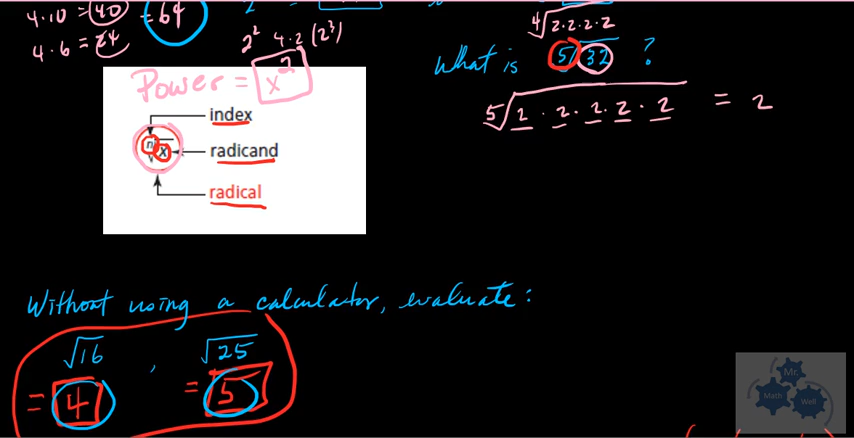 4·10 = 40 = 64
4·6 = 24
2² 4·2 (2³)
⁴√2·2·2·2
What is ⁵√32 ?
Power = x²
⁵√2·2·2·2·2 = 2
index
ⁿ√x radicand
radical
Without using a calculator, evaluate:
√16 , √25
= 4 = 5
Mr.
Math Well